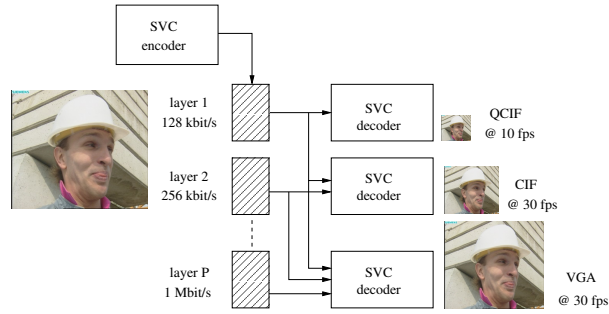 SVC
encoder
layer 1
128 kbit/s
SVC
decoder
QCIF
@ 10 fps
layer 2
256 kbit/s
SVC
decoder
CIF
@ 30 fps
layer P
1 Mbit/s
SVC
decoder
VGA
@ 30 fps